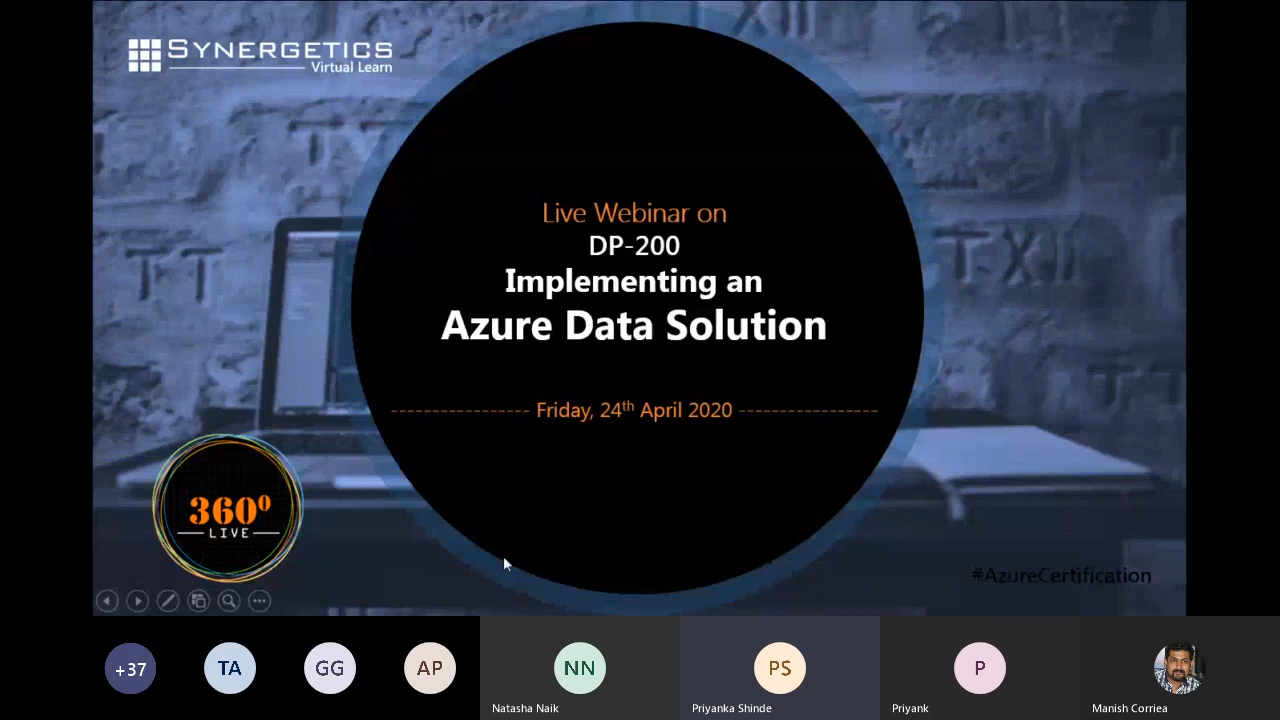 SYNERGETICS
Virtual Learn
Live Webinar on
DP-200
Implementing an
Azure Data Solution
----------------- Friday, 24th April 2020 -----------------
360⁰
LIVE
#AzureCertification
+37
TA
GG
AP
NN
PS
P
Natasha Naik
Priyanka Shinde
Priyank
Manish Corriea